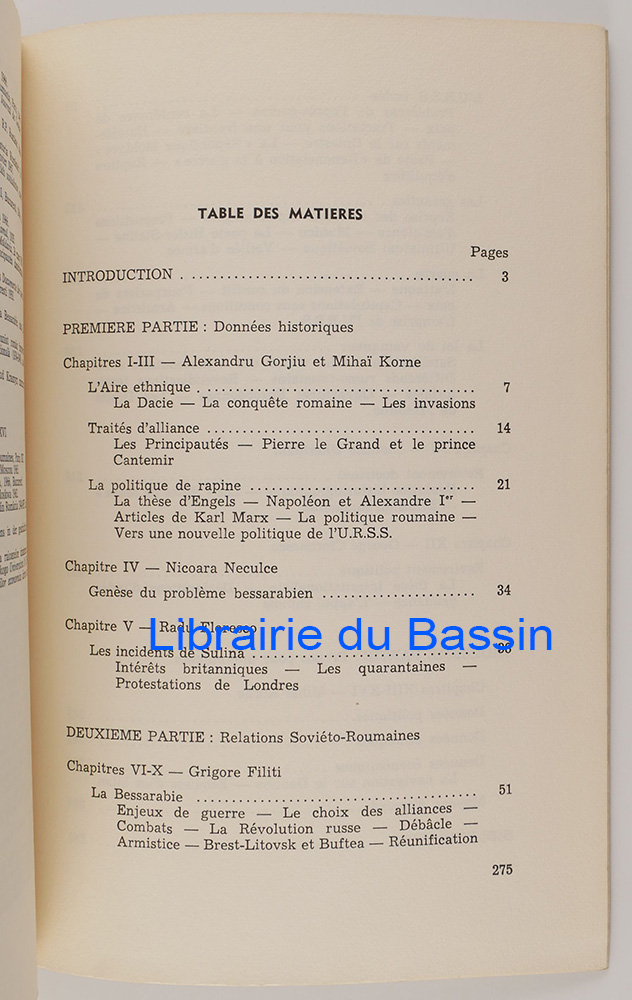 TABLE DES MATIERES
Pages
INTRODUCTION . . . . . . . . . . . . . . . . . . . . . . . . . . . . . . . . . . . . . . 3
PREMIERE PARTIE : Données historiques
Chapitres I-III — Alexandru Gorjiu et Mihaï Korne
L'Aire ethnique . . . . . . . . . . . . . . . . . . . . . . . . . . . . . . . . . . . . 7
La Dacie — La conquête romaine — Les invasions
Traités d'alliance . . . . . . . . . . . . . . . . . . . . . . . . . . . . . . . . . . . 14
Les Principautés — Pierre le Grand et le prince
Cantemir
La politique de rapine . . . . . . . . . . . . . . . . . . . . . . . . . . . . . . . . 21
La thèse d'Engels — Napoléon et Alexandre Ier —
Articles de Karl Marx — La politique roumaine —
Vers une nouvelle politique de l'U.R.S.S.
Chapitre IV — Nicoara Neculce
Genèse du problème bessarabien . . . . . . . . . . . . . . . . . . . . 34
Chapitre V — Radu Floresco
Librairie du Bassin
Les incidents de Sulina . . . . . . . . . . . . . . . . . . . . . . . . . . . . .
Intérêts britanniques — Les quarantaines —
Protestations de Londres
DEUXIEME PARTIE : Relations Soviéto-Roumaines
Chapitres VI-X — Grigore Filiti
La Bessarabie . . . . . . . . . . . . . . . . . . . . . . . . . . . . . . . . . . . . 51
Enjeux de guerre — Le choix des alliances —
Combats — La Révolution russe — Débâcle —
Armistice — Brest-Litovsk et Buftea — Réunification
275